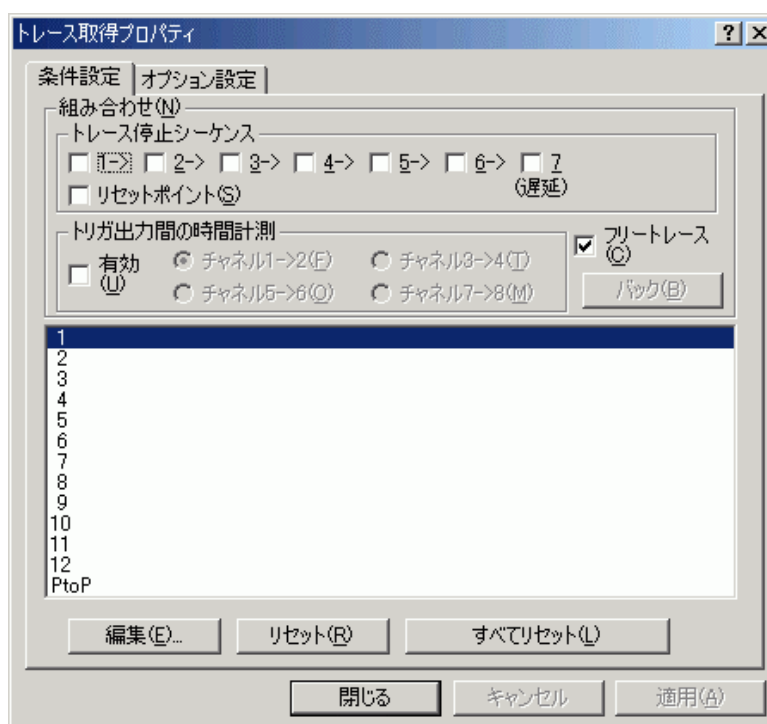 トレース取得プロパティ
条件設定 オプション設定
組み合わせ(N)
トレース停止シーケンス
1-> 2-> 3-> 4-> 5-> 6-> 7
(遅延)
リセットポイント(S)
トリガ出力間の時間計測
有効
(U)
チャネル1->2(F) チャネル3->4(T)
チャネル5->6(O) チャネル7->8(M)
フリートレース
(C)
バック(B)
1
2
3
4
5
6
7
8
9
10
11
12
PtoP
編集(E)... リセット(R) すべてリセット(L)
閉じる キャンセル 適用(A)